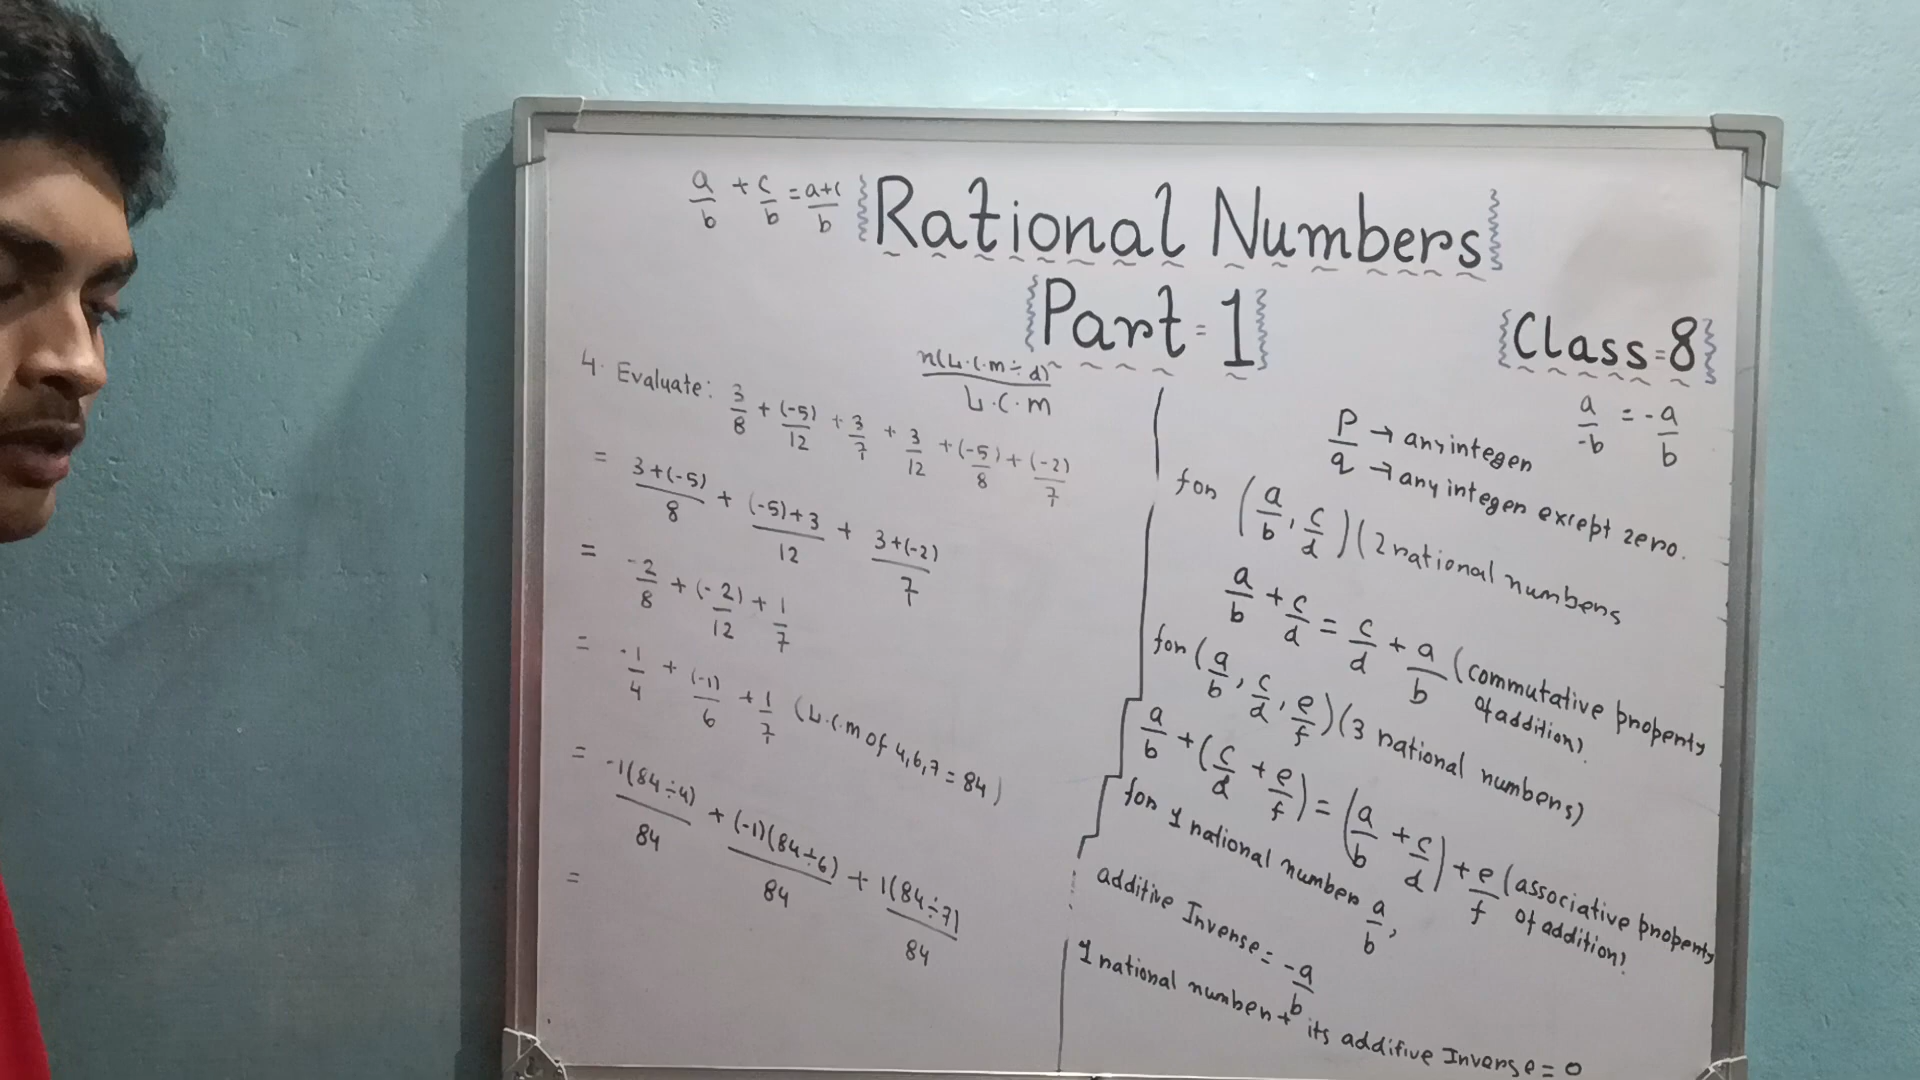 a/b + c/b = a+c/b
Rational Numbers
Part-1
Class-8
4. Evaluate: 3/8 + (-5)/12 + 3/7 + 3/12 + (-5)/8 + (-2)/7
n(L.C.M÷d)/L.C.M
= 3+(-5)/8 + (-5)+3/12 + 3+(-2)/7
= -2/8 + (-2)/12 + 1/7
= -1/4 + (-1)/6 + 1/7 (L.C.M of 4,6,7 = 84)
= -1(84÷4)/84 + (-1)(84÷6)/84 + 1(84÷7)/84
=
a/-b = -a/b
P → any integer
q → any integer except zero.
for (a/b, c/d) (2 rational numbers
a/b + c/d = c/d + a/b (commutative property
of addition)
for (a/b, c/d, e/f) (3 rational numbers)
a/b + (c/d + e/f) = (a/b + c/d) + e/f (associative property
of addition)
for 1 rational number a/b,
additive Inverse = -a/b
1 rational number + its additive Inverse = 0